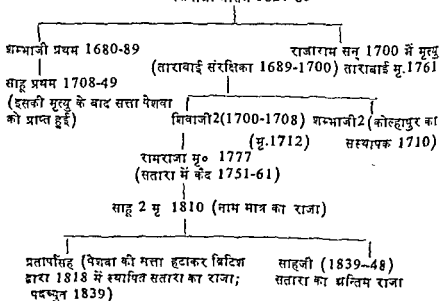 शम्भाजी प्रथम 1680-89 राजाराम सन् 1700 में मृत्यु
(ताराबाई संरक्षिका 1689-1700) ताराबाई मृ.1761
साहू प्रथम 1708-49
(इसकी मृत्यु के बाद सत्ता पेशवा
को प्राप्त हुई)
शिवाजी2(1700-1708) शम्भाजी2 (कोल्हापुर का
(मृ.1712) सस्थापक 1710)
रामराजा मृ० 1777
(सतारा में कैद 1751-61)
साहू 2 मृ 1810 (नाम मात्र का राजा)
प्रतापसिंह (पेशवा की सत्ता हटाकर ब्रिटिश साहजी (1839-48)
द्वारा 1818 में स्थापित सतारा का राजा; सतारा का अन्तिम राजा
पदच्युत 1839)